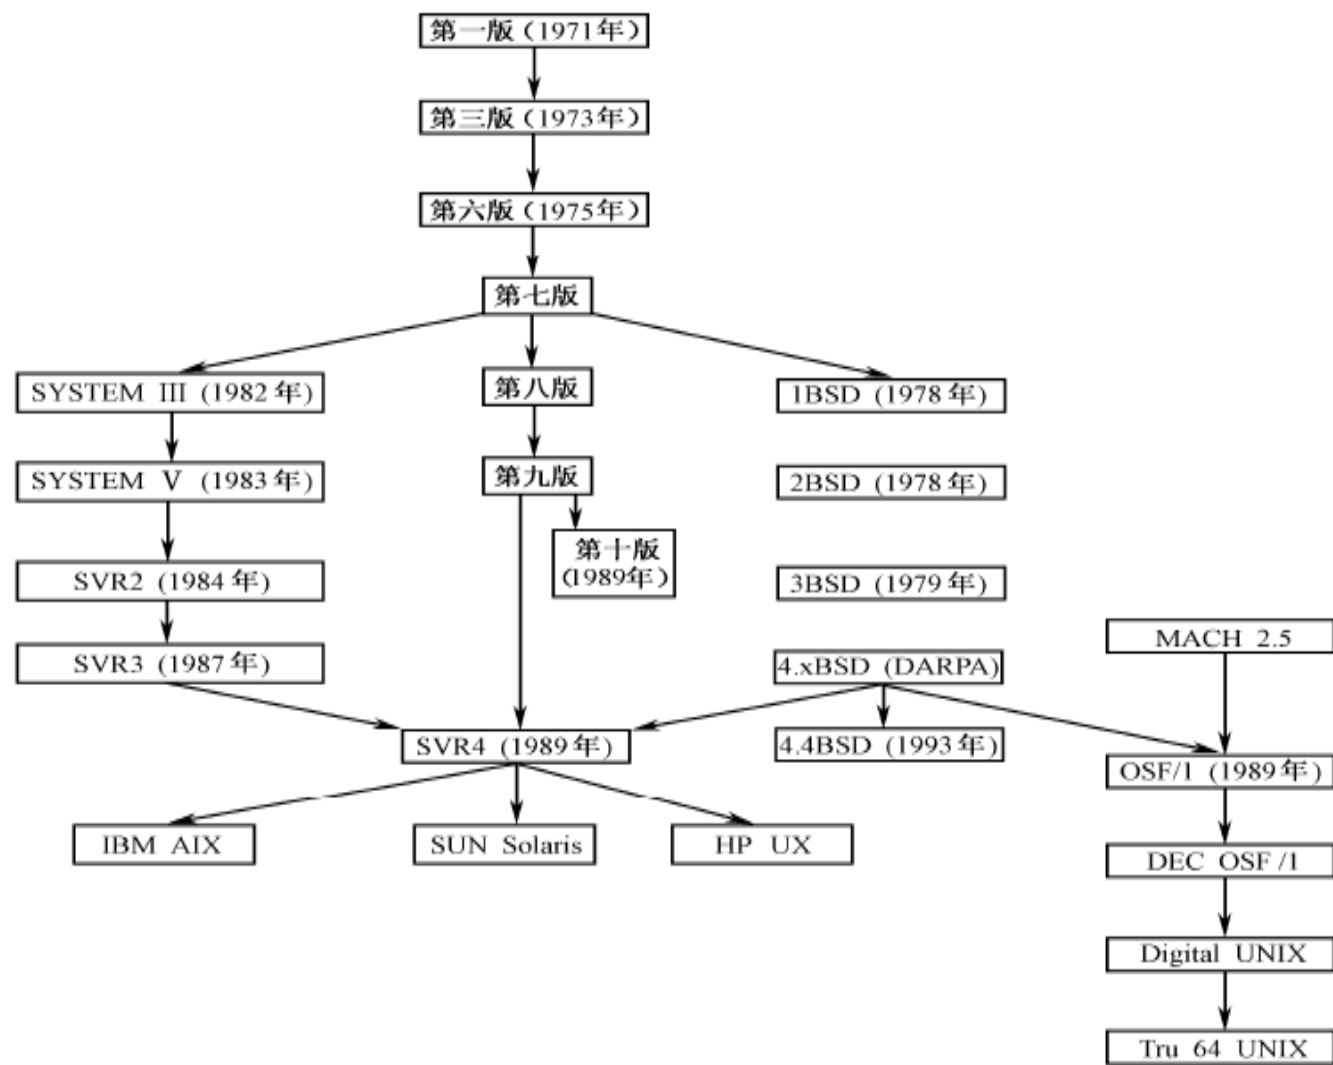 第一版（1971年）
第三版（1973年）
第六版（1975年）
第七版
SYSTEM III (1982年)
第八版
1BSD (1978年)
SYSTEM V (1983年)
第九版
2BSD (1978年)
第十版
(1989年)
SVR2 (1984年)
3BSD (1979年)
MACH 2.5
SVR3 (1987年)
4.xBSD (DARPA)
SVR4 (1989年)
4.4BSD (1993年)
OSF/1 (1989年)
IBM AIX
SUN Solaris
HP UX
DEC OSF /1
Digital UNIX
Tru 64 UNIX